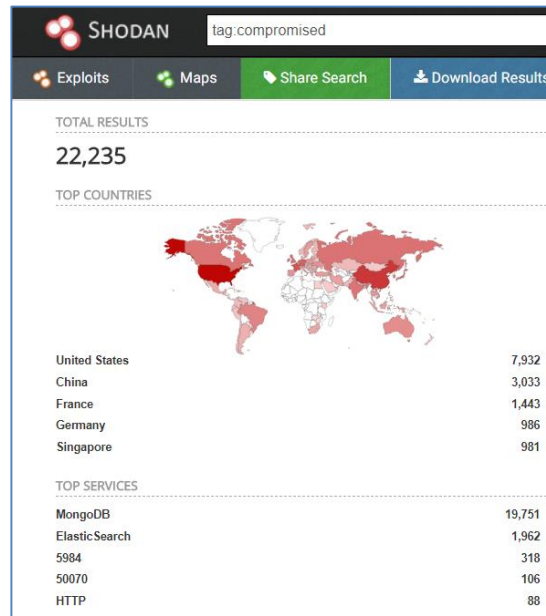 SHODAN tag:compromised
Exploits Maps Share Search Download Results
TOTAL RESULTS
22,235
TOP COUNTRIES
United States 7,932
China 3,033
France 1,443
Germany 986
Singapore 981
TOP SERVICES
MongoDB 19,751
ElasticSearch 1,962
5984 318
50070 106
HTTP 88